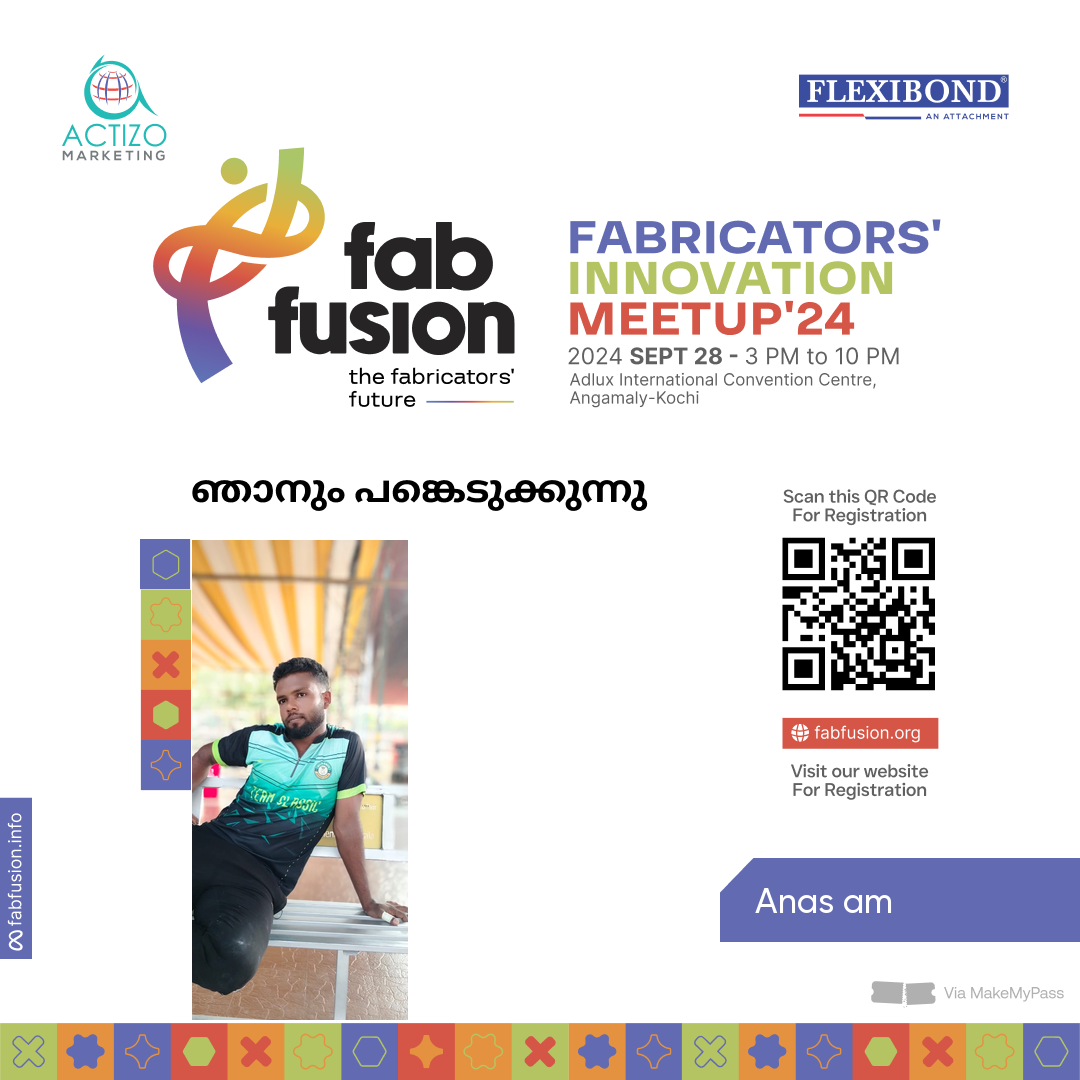 ACTIZO
MARKETING
FLEXIBOND®
AN ATTACHMENT
fab
fusion
the fabricators'
future
FABRICATORS'
INNOVATION
MEETUP'24
2024 SEPT 28 - 3 PM to 10 PM
Adlux International Convention Centre,
Angamaly-Kochi
ഞാനും പങ്കെടുക്കുന്നു
Scan this QR Code
For Registration
fabfusion.org
Visit our website
For Registration
TEAM CLASSIC
fabfusion.info
Anas am
Via MakeMyPass